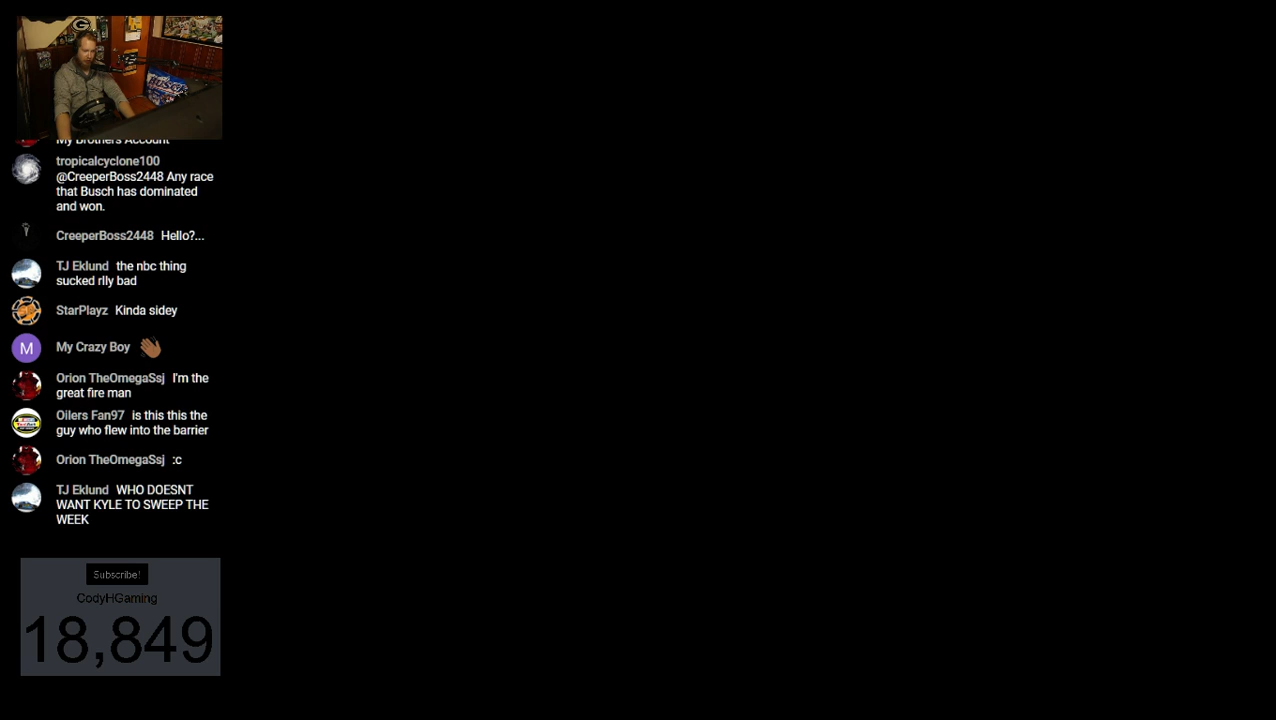 My Brothers Account
tropicalcyclone100
@CreeperBoss2448 Any race
that Busch has dominated
and won.
CreeperBoss2448 Hello?...
TJ Eklund the nbc thing
sucked rlly bad
StarPlayz Kinda sidey
M
My Crazy Boy
Orion TheOmegaSsj I'm the
great fire man
Oilers Fan97 is this this the
guy who flew into the barrier
Orion TheOmegaSsj :c
TJ Eklund WHO DOESNT
WANT KYLE TO SWEEP THE
WEEK
Subscribe!
CodyHGaming
18,849